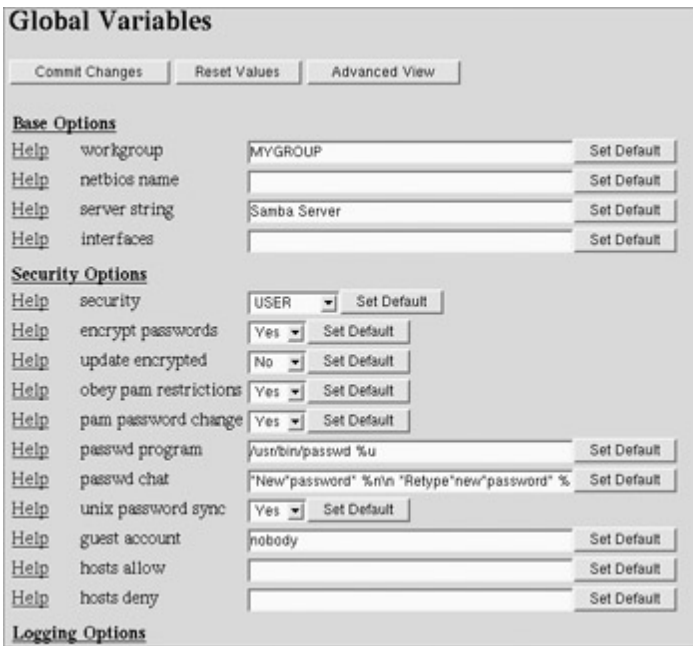 Global Variables
Commit Changes Reset Values Advanced View
Base Options
Help workgroup MYGROUP Set Default
Help netbios name Set Default
Help server string Samba Server Set Default
Help interfaces Set Default
Security Options
Help security USER Set Default
Help encrypt passwords Yes Set Default
Help update encrypted No Set Default
Help obey pam restrictions Yes Set Default
Help pam password change Yes Set Default
Help passwd program /usr/bin/passwd %u Set Default
Help passwd chat *New*password* %n\n *Retype*new*password* % Set Default
Help unix password sync Yes Set Default
Help guest account nobody Set Default
Help hosts allow Set Default
Help hosts deny Set Default
Logging Options